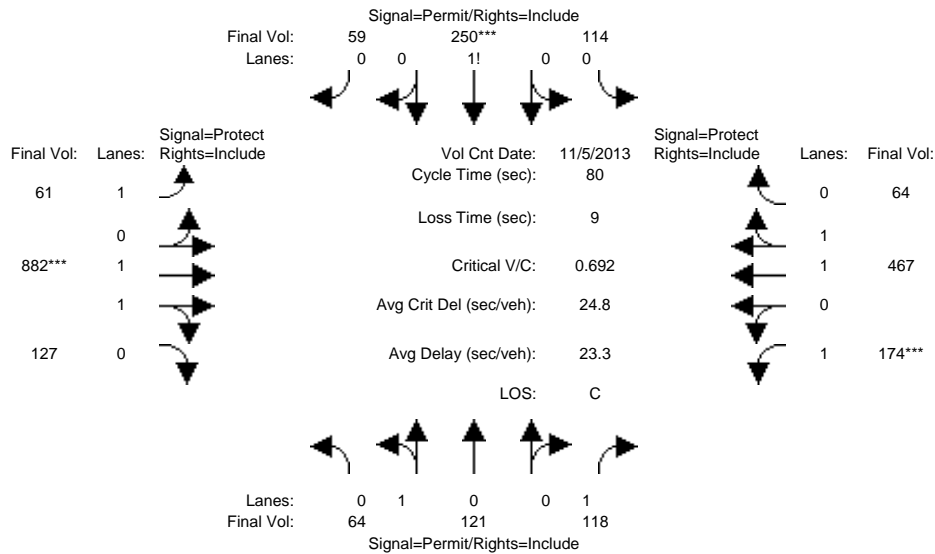 Signal=Permit/Rights=Include
Final Vol: 59 250*** 114
Lanes: 0 0 1! 0 0
Signal=Protect Signal=Protect
Final Vol: Lanes: Rights=Include Vol Cnt Date: 11/5/2013 Rights=Include Lanes: Final Vol:
Cycle Time (sec): 80
61 1 0 64
Loss Time (sec): 9
0 1
882*** 1 Critical V/C: 0.692 1 467
1 Avg Crit Del (sec/veh): 24.8 0
127 0 Avg Delay (sec/veh): 23.3 1 174***
LOS: C
Lanes: 0 1 0 0 1
Final Vol: 64 121 118
Signal=Permit/Rights=Include